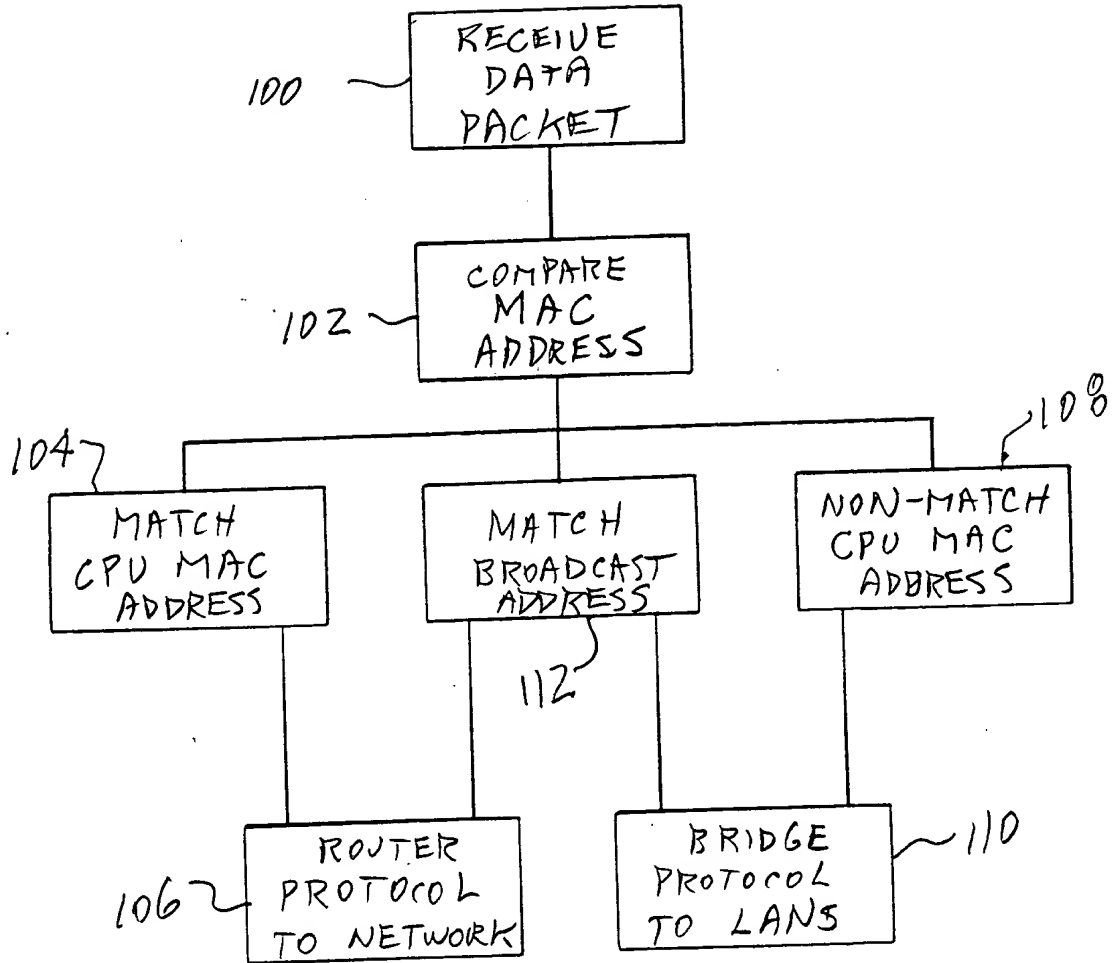 RECEIVE
DATA
PACKET
100
COMPARE
MAC
ADDRESS
102
104
108
MATCH
CPU MAC
ADDRESS
MATCH
BROADCAST
ADDRESS
NON-MATCH
CPU MAC
ADDRESS
112
ROUTER
PROTOCOL
TO NETWORK
106
BRIDGE
PROTOCOL
TO LANS
110